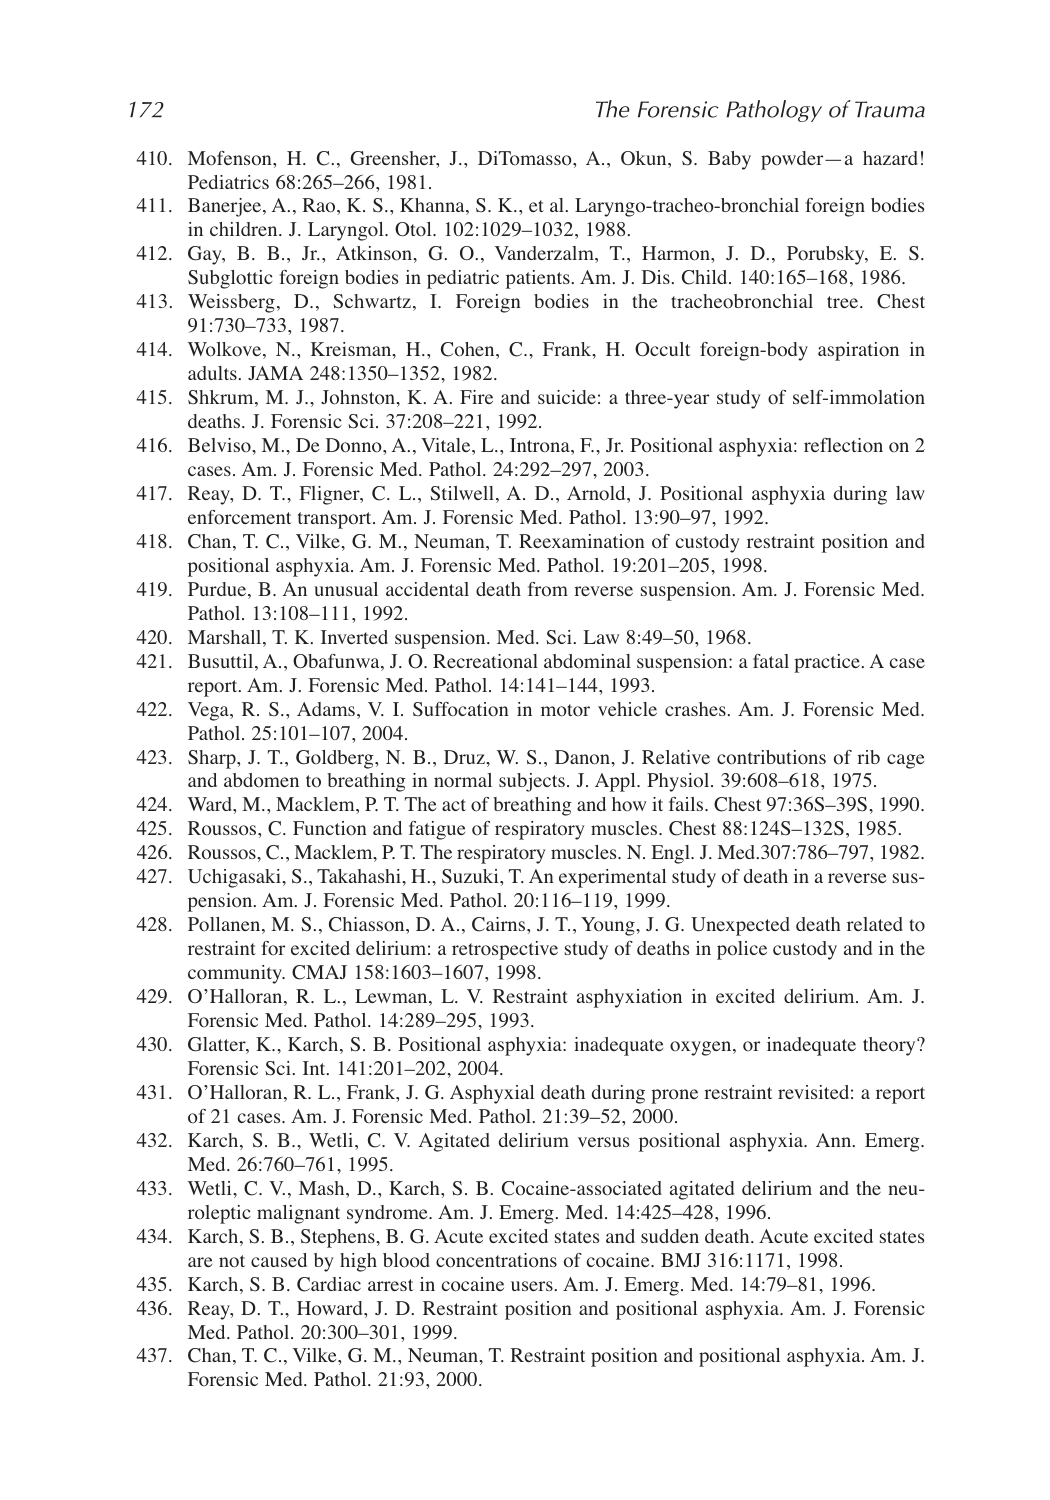 172 The Forensic Pathology of Trauma
410. Mofenson, H. C., Greensher, J., DiTomasso, A., Okun, S. Baby powder—a hazard!
Pediatrics 68:265–266, 1981.
411. Banerjee, A., Rao, K. S., Khanna, S. K., et al. Laryngo-tracheo-bronchial foreign bodies
in children. J. Laryngol. Otol. 102:1029–1032, 1988.
412. Gay, B. B., Jr., Atkinson, G. O., Vanderzalm, T., Harmon, J. D., Porubsky, E. S.
Subglottic foreign bodies in pediatric patients. Am. J. Dis. Child. 140:165–168, 1986.
413. Weissberg, D., Schwartz, I. Foreign bodies in the tracheobronchial tree. Chest
91:730–733, 1987.
414. Wolkove, N., Kreisman, H., Cohen, C., Frank, H. Occult foreign-body aspiration in
adults. JAMA 248:1350–1352, 1982.
415. Shkrum, M. J., Johnston, K. A. Fire and suicide: a three-year study of self-immolation
deaths. J. Forensic Sci. 37:208–221, 1992.
416. Belviso, M., De Donno, A., Vitale, L., Introna, F., Jr. Positional asphyxia: reflection on 2
cases. Am. J. Forensic Med. Pathol. 24:292–297, 2003.
417. Reay, D. T., Fligner, C. L., Stilwell, A. D., Arnold, J. Positional asphyxia during law
enforcement transport. Am. J. Forensic Med. Pathol. 13:90–97, 1992.
418. Chan, T. C., Vilke, G. M., Neuman, T. Reexamination of custody restraint position and
positional asphyxia. Am. J. Forensic Med. Pathol. 19:201–205, 1998.
419. Purdue, B. An unusual accidental death from reverse suspension. Am. J. Forensic Med.
Pathol. 13:108–111, 1992.
420. Marshall, T. K. Inverted suspension. Med. Sci. Law 8:49–50, 1968.
421. Busuttil, A., Obafunwa, J. O. Recreational abdominal suspension: a fatal practice. A case
report. Am. J. Forensic Med. Pathol. 14:141–144, 1993.
422. Vega, R. S., Adams, V. I. Suffocation in motor vehicle crashes. Am. J. Forensic Med.
Pathol. 25:101–107, 2004.
423. Sharp, J. T., Goldberg, N. B., Druz, W. S., Danon, J. Relative contributions of rib cage
and abdomen to breathing in normal subjects. J. Appl. Physiol. 39:608–618, 1975.
424. Ward, M., Macklem, P. T. The act of breathing and how it fails. Chest 97:36S–39S, 1990.
425. Roussos, C. Function and fatigue of respiratory muscles. Chest 88:124S–132S, 1985.
426. Roussos, C., Macklem, P. T. The respiratory muscles. N. Engl. J. Med.307:786–797, 1982.
427. Uchigasaki, S., Takahashi, H., Suzuki, T. An experimental study of death in a reverse sus-
pension. Am. J. Forensic Med. Pathol. 20:116–119, 1999.
428. Pollanen, M. S., Chiasson, D. A., Cairns, J. T., Young, J. G. Unexpected death related to
restraint for excited delirium: a retrospective study of deaths in police custody and in the
community. CMAJ 158:1603–1607, 1998.
429. O’Halloran, R. L., Lewman, L. V. Restraint asphyxiation in excited delirium. Am. J.
Forensic Med. Pathol. 14:289–295, 1993.
430. Glatter, K., Karch, S. B. Positional asphyxia: inadequate oxygen, or inadequate theory?
Forensic Sci. Int. 141:201–202, 2004.
431. O’Halloran, R. L., Frank, J. G. Asphyxial death during prone restraint revisited: a report
of 21 cases. Am. J. Forensic Med. Pathol. 21:39–52, 2000.
432. Karch, S. B., Wetli, C. V. Agitated delirium versus positional asphyxia. Ann. Emerg.
Med. 26:760–761, 1995.
433. Wetli, C. V., Mash, D., Karch, S. B. Cocaine-associated agitated delirium and the neu-
roleptic malignant syndrome. Am. J. Emerg. Med. 14:425–428, 1996.
434. Karch, S. B., Stephens, B. G. Acute excited states and sudden death. Acute excited states
are not caused by high blood concentrations of cocaine. BMJ 316:1171, 1998.
435. Karch, S. B. Cardiac arrest in cocaine users. Am. J. Emerg. Med. 14:79–81, 1996.
436. Reay, D. T., Howard, J. D. Restraint position and positional asphyxia. Am. J. Forensic
Med. Pathol. 20:300–301, 1999.
437. Chan, T. C., Vilke, G. M., Neuman, T. Restraint position and positional asphyxia. Am. J.
Forensic Med. Pathol. 21:93, 2000.